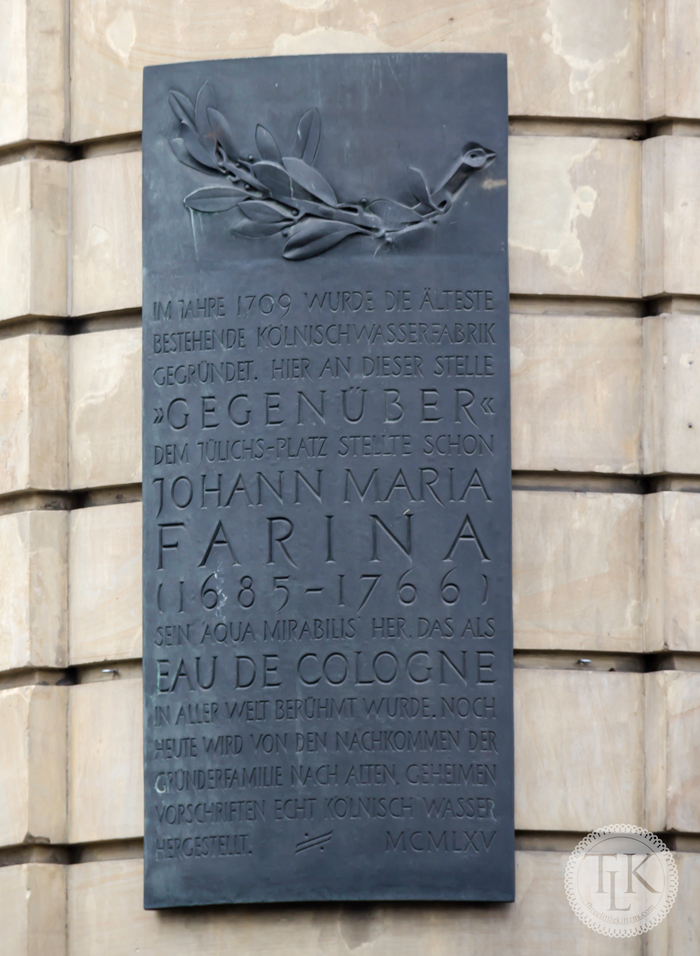 IM JAHRE 1709 WURDE DIE ÄLTESTE
BESTEHENDE KÖLNISCHWASSERFABRIK
GEGRÜNDET. HIER AN DIESER STELLE
»GEGENÜBER«
DEM JÜLICHS-PLATZ STELLTE SCHON
JOHANN MARIA
FARINA
(1685-1766)
SEIN 'AQUA MIRABILIS' HER. DAS ALS
EAU DE COLOGNE
IN ALLER WELT BERÜHMT WURDE. NOCH
HEUTE WIRD VON DEN NACHKOMMEN DER
GRÜNDERFAMILIE NACH ALTEN, GEHEIMEN
VORSCHRIFTEN ECHT KÖLNISCH WASSER
HERGESTELLT. MCMLXV
TLK